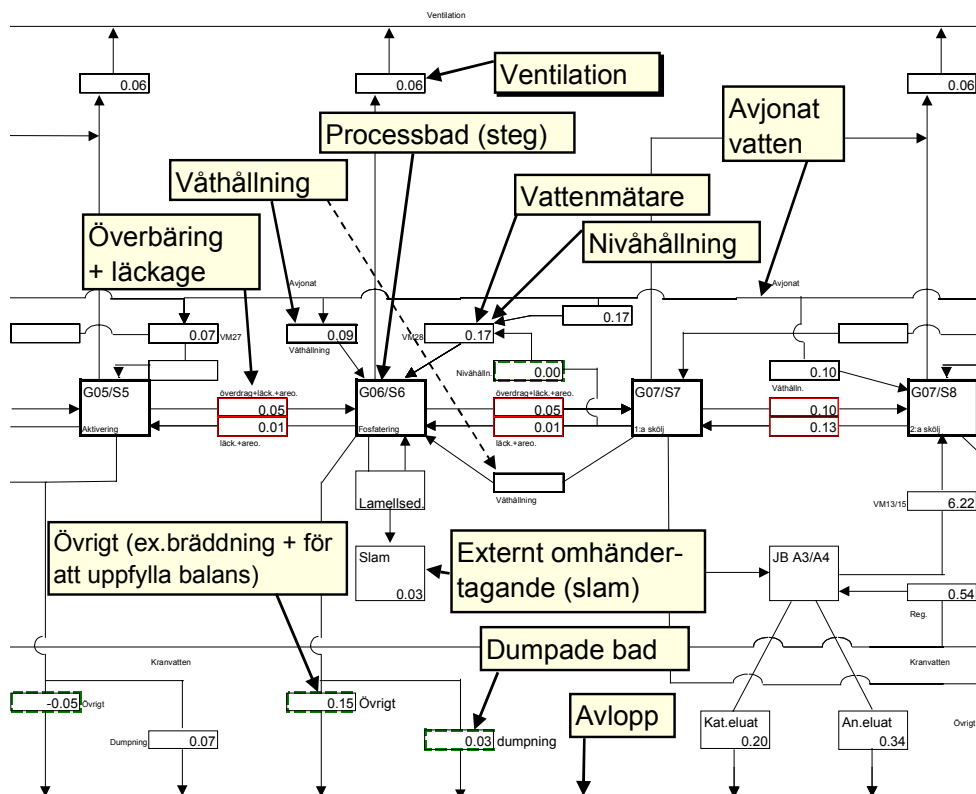 Ventilation
0.06
0.06
0.06
Ventilation
Avjonat
vatten
Processbad (steg)
Våthållning
Vattenmätare
Nivåhållning
Överbäring
+ läckage
Avjonat
Avjonat
0.07
VM27
0.09
Våthållning
VM28
0.17
0.17
Nivåhålln.
0.00
Våthålln.
0.10
G05/S5
Aktivering
överdrag+läck.+areo.
0.05
0.01
läck.+areo.
G06/S6
Fosfatering
överdrag+läck.+areo.
0.05
0.01
läck.+areo.
G07/S7
1:a skölj
0.10
0.13
G07/S8
2:a skölj
Våthållning
Lamellsed.
VM13/15
6.22
Övrigt (ex.bräddning + för
att uppfylla balans)
Slam
0.03
Externt omhänder-
tagande (slam)
JB A3/A4
0.54
Reg.
Dumpade bad
Kranvatten
Kranvatten
-0.05
Övrigt
0.15
Övrigt
Avlopp
Dumpning
0.07
0.03
dumpning
Kat.eluat
0.20
An.eluat
0.34
Övrigt